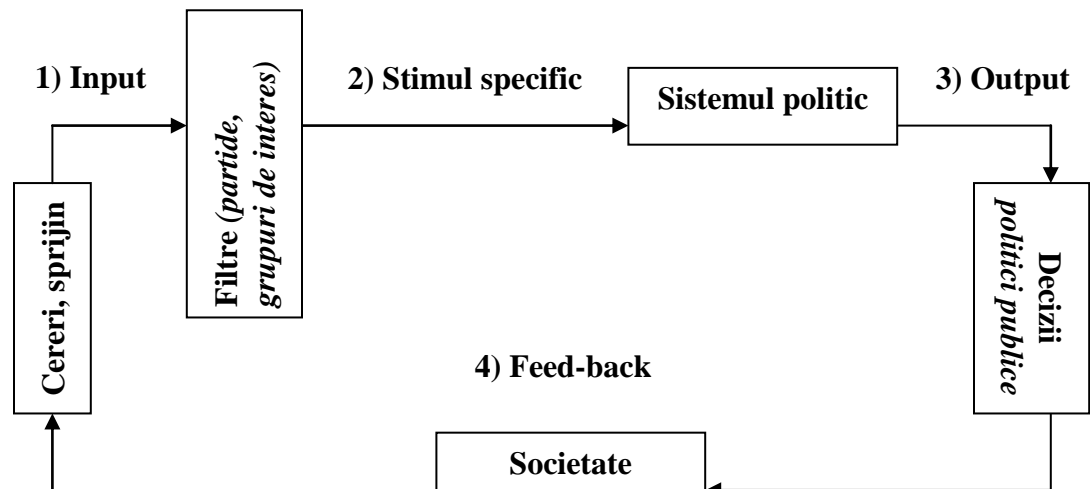 1) Input
2) Stimul specific
3) Output
Filtre (partide,
grupuri de interes)
Sistemul politic
Cereri, sprijin
Decizii
politici publice
4) Feed-back
Societate